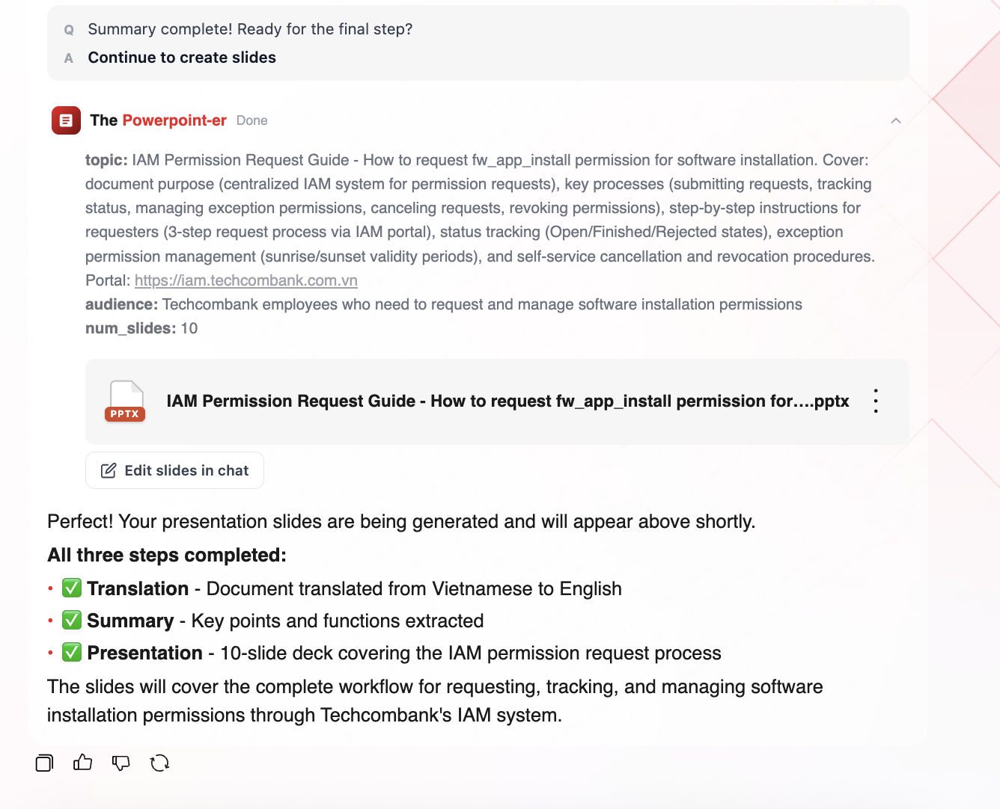 Q Summary complete! Ready for the final step?
A Continue to create slides
The Powerpoint-er Done
topic: IAM Permission Request Guide - How to request fw_app_install permission for software installation. Cover:
document purpose (centralized IAM system for permission requests), key processes (submitting requests, tracking
status, managing exception permissions, canceling requests, revoking permissions), step-by-step instructions for
requesters (3-step request process via IAM portal), status tracking (Open/Finished/Rejected states), exception
permission management (sunrise/sunset validity periods), and self-service cancellation and revocation procedures.
Portal: https://iam.techcombank.com.vn
audience: Techcombank employees who need to request and manage software installation permissions
num_slides: 10
PPTX
IAM Permission Request Guide - How to request fw_app_install permission for....pptx
Edit slides in chat
Perfect! Your presentation slides are being generated and will appear above shortly.
All three steps completed:
• ✅ Translation - Document translated from Vietnamese to English
• ✅ Summary - Key points and functions extracted
• ✅ Presentation - 10-slide deck covering the IAM permission request process
The slides will cover the complete workflow for requesting, tracking, and managing software
installation permissions through Techcombank's IAM system.